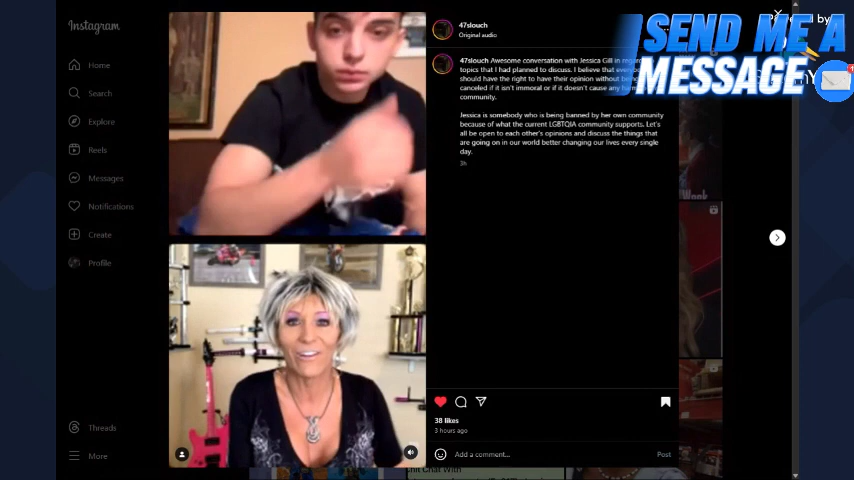 Instagram
Home
Search
Explore
Reels
Messages
Notifications
Create
Profile
Threads
More
47slouch
Original audio
47slouch Awesome conversation with Jessica Gill in
topics that I had planned to discuss. I believe that
should have the right to have their opinion without
canceled if it isn't immoral or if it doesn't cause any
community.
Jessica is somebody who is being banned by her own community
because of what the current LGBTQIA community supports. Let's
all be open to each other's opinions and discuss the things that
are going on in our world better changing our lives every single
day.
3h
38 likes
3 hours ago
Add a comment...
Post
SEND ME A
MESSAGE
by
Week
Chit Chat With